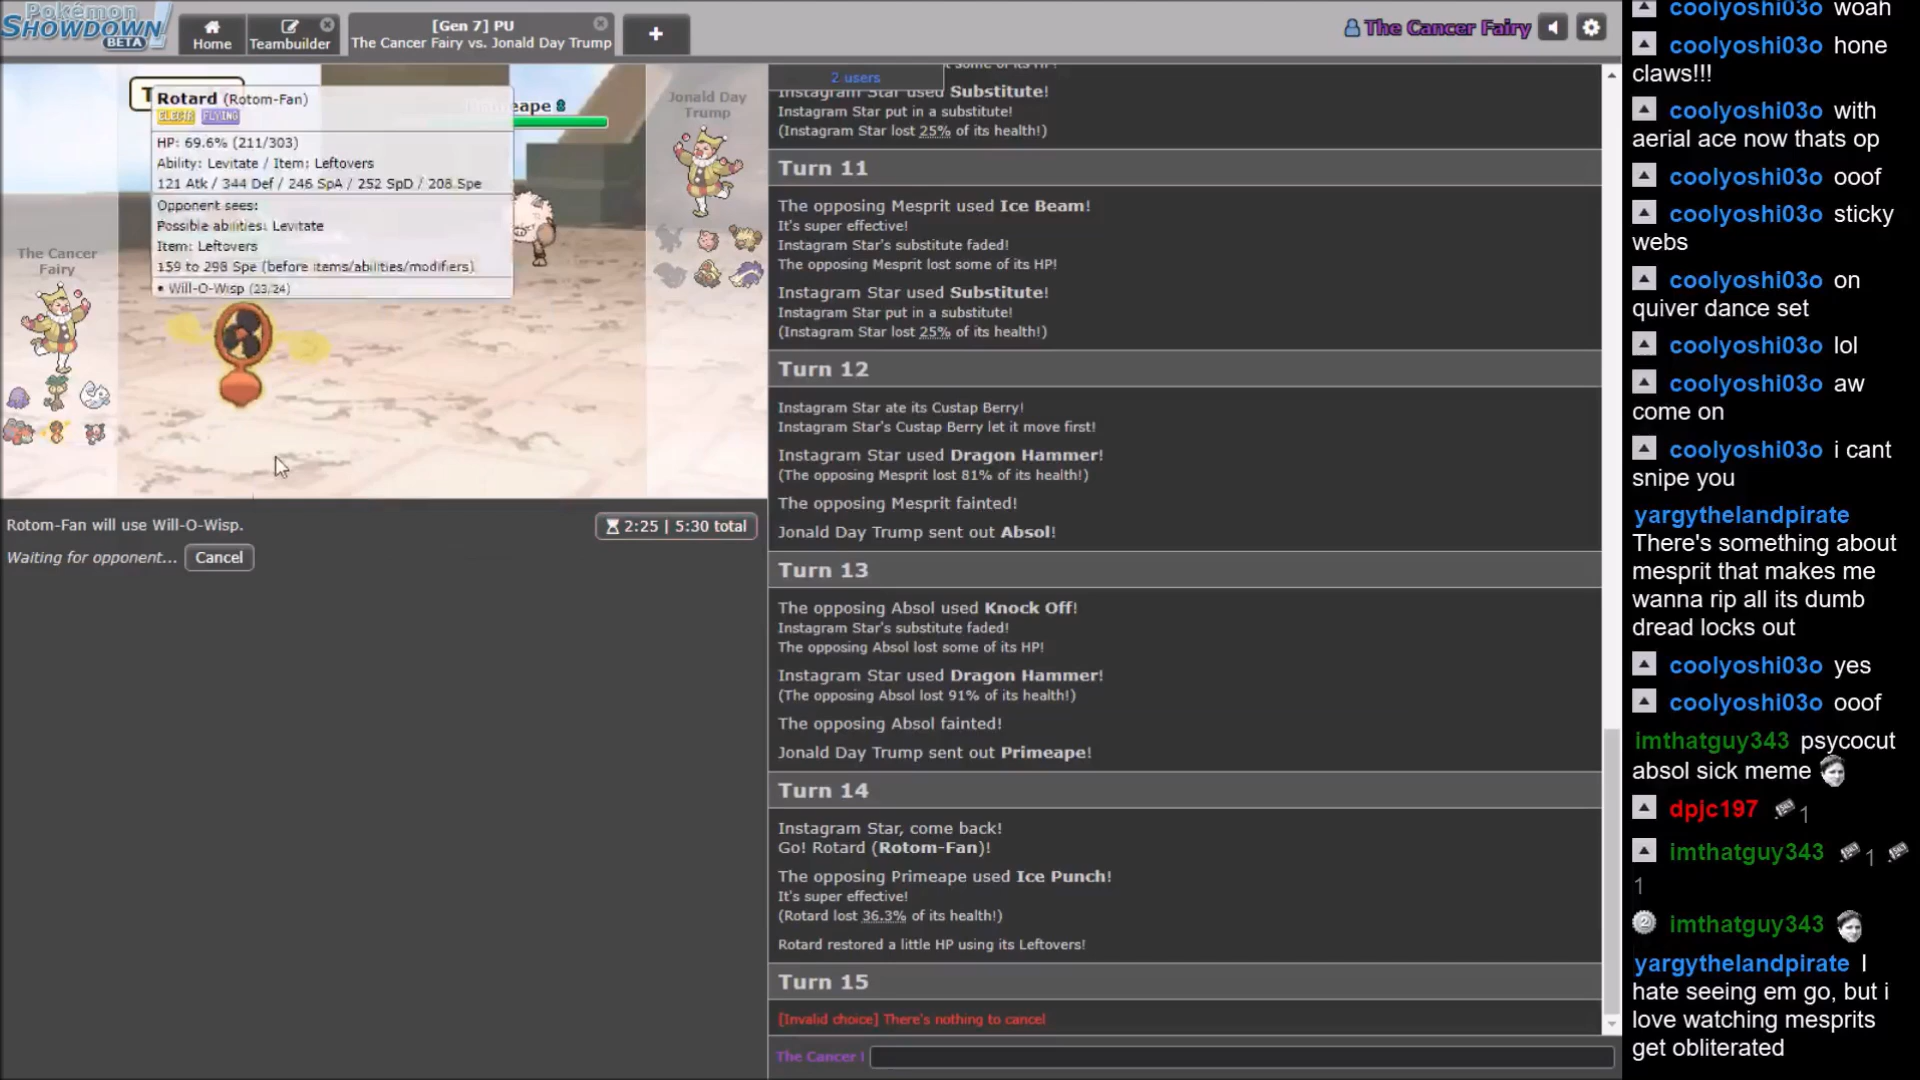 Pokémon
SHOWDOWN!
BETA
Home
Teambuilder
[Gen 7] PU
The Cancer Fairy vs. Jonald Day Trump
+
The Cancer Fairy
Rotard (Rotom-Fan)
ELECTR FLYING
HP: 69.6% (211/303)
Ability: Levitate / Item: Leftovers
121 Atk / 344 Def / 246 SpA / 252 SpD / 208 Spe
Opponent sees:
Possible abilities: Levitate
Item: Leftovers
159 to 298 Spe (before items/abilities/modifiers)
• Will-O-Wisp (23/24)
Jonald Day
Trump
The Cancer
Fairy
Rotom-Fan will use Will-O-Wisp.
2:25 | 5:30 total
Waiting for opponent... Cancel
2 users
Instagram Star used Substitute!
Instagram Star put in a substitute!
(Instagram Star lost 25% of its health!)
Turn 11
The opposing Mesprit used Ice Beam!
It's super effective!
Instagram Star's substitute faded!
The opposing Mesprit lost some of its HP!
Instagram Star used Substitute!
Instagram Star put in a substitute!
(Instagram Star lost 25% of its health!)
Turn 12
Instagram Star ate its Custap Berry!
Instagram Star's Custap Berry let it move first!
Instagram Star used Dragon Hammer!
(The opposing Mesprit lost 81% of its health!)
The opposing Mesprit fainted!
Jonald Day Trump sent out Absol!
Turn 13
The opposing Absol used Knock Off!
Instagram Star's substitute faded!
The opposing Absol lost some of its HP!
Instagram Star used Dragon Hammer!
(The opposing Absol lost 91% of its health!)
The opposing Absol fainted!
Jonald Day Trump sent out Primeape!
Turn 14
Instagram Star, come back!
Go! Rotard (Rotom-Fan)!
The opposing Primeape used Ice Punch!
It's super effective!
(Rotard lost 36.3% of its health!)
Rotard restored a little HP using its Leftovers!
Turn 15
[Invalid choice] There's nothing to cancel
The Cancer
coolyoshi03o woah
coolyoshi03o hone
claws!!!
coolyoshi03o with
aerial ace now thats op
coolyoshi03o ooof
coolyoshi03o sticky
webs
coolyoshi03o on
quiver dance set
coolyoshi03o lol
coolyoshi03o aw
come on
coolyoshi03o i cant
snipe you
yargythelandpirate
There's something about
mesprit that makes me
wanna rip all its dumb
dread locks out
coolyoshi03o yes
coolyoshi03o ooof
imthatguy343 psycocut
absol sick meme
dpjc197 1
imthatguy343 1
1
imthatguy343
yargythelandpirate I
hate seeing em go, but i
love watching mesprits
get obliterated